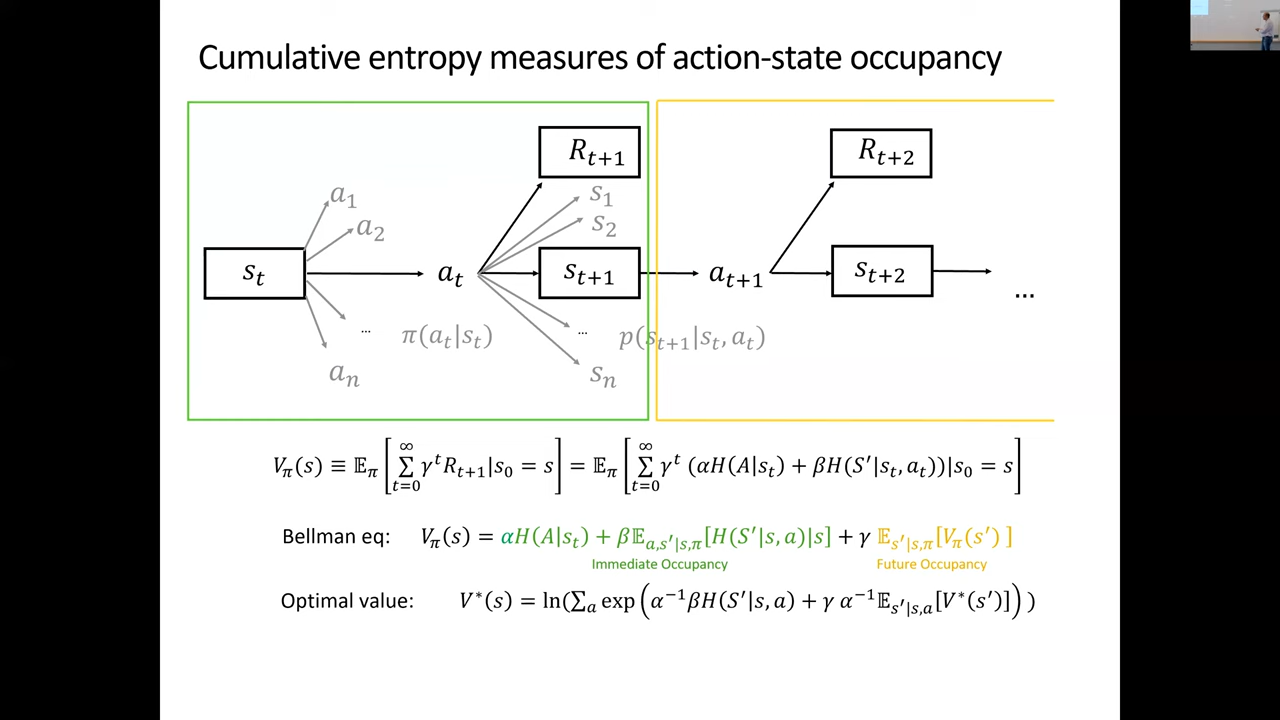 Cumulative entropy measures of action-state occupancy
R_{t+1}
R_{t+2}
a_1
s_1
a_2
s_2
s_t
a_t
s_{t+1}
a_{t+1}
s_{t+2}
...
...
π(a_t|s_t)
...
p(s_{t+1}|s_t, a_t)
a_n
s_n
V_π(s) ≡ 𝔼_π[∑_{t=0}^{∞} γ^t R_{t+1}|s_0 = s] = 𝔼_π[∑_{t=0}^{∞} γ^t (αH(A|s_t) + βH(S′|s_t, a_t))|s_0 = s]
Bellman eq: V_π(s) = αH(A|s_t) + β𝔼_{a,s′|s,π}[H(S′|s, a)|s] + γ 𝔼_{s′|s,π}[V_π(s′)]
Immediate Occupancy Future Occupancy
Optimal value: V*(s) = ln(∑_a exp(α^{-1}βH(S′|s, a) + γ α^{-1}𝔼_{s′|s,a}[V*(s′)]))